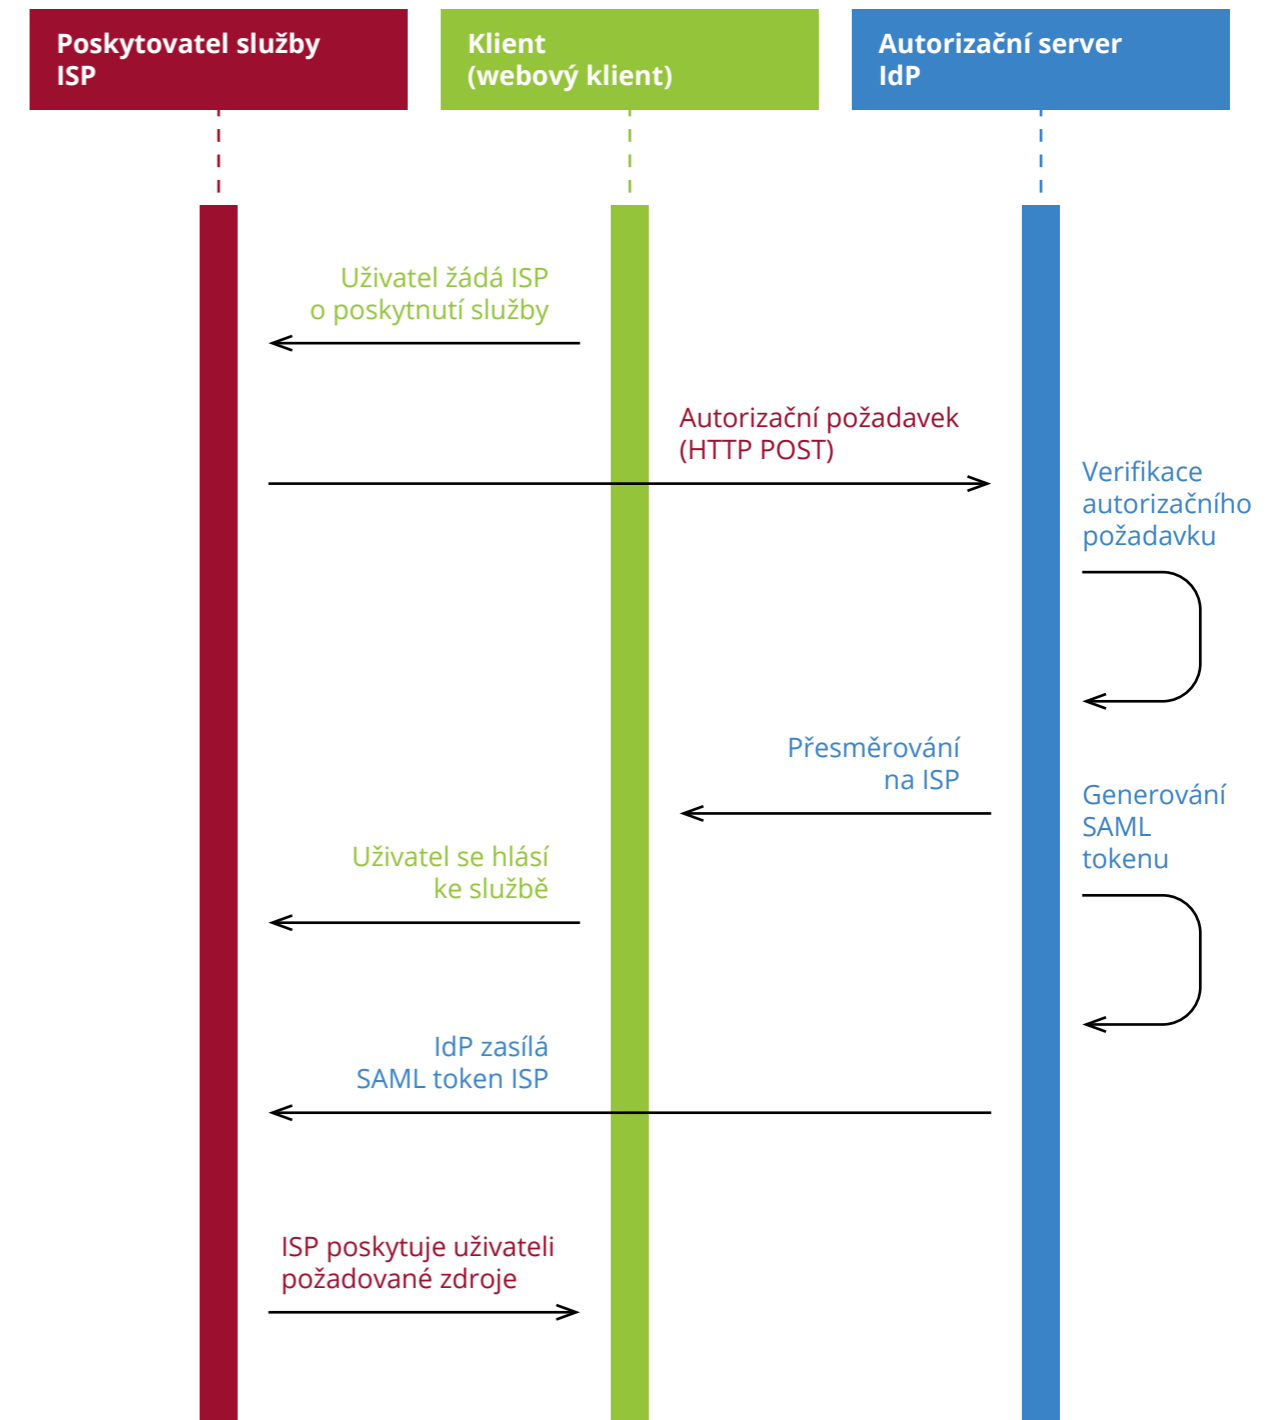 Poskytovatel služby
ISP
Klient
(webový klient)
Autorizační server
IdP
Uživatel žádá ISP
o poskytnutí služby
Autorizační požadavek
(HTTP POST)
Verifikace
autorizačního
požadavku
Přesměrování
na ISP
Generování
SAML
tokenu
Uživatel se hlásí
ke službě
IdP zasílá
SAML token ISP
ISP poskytuje uživateli
požadované zdroje